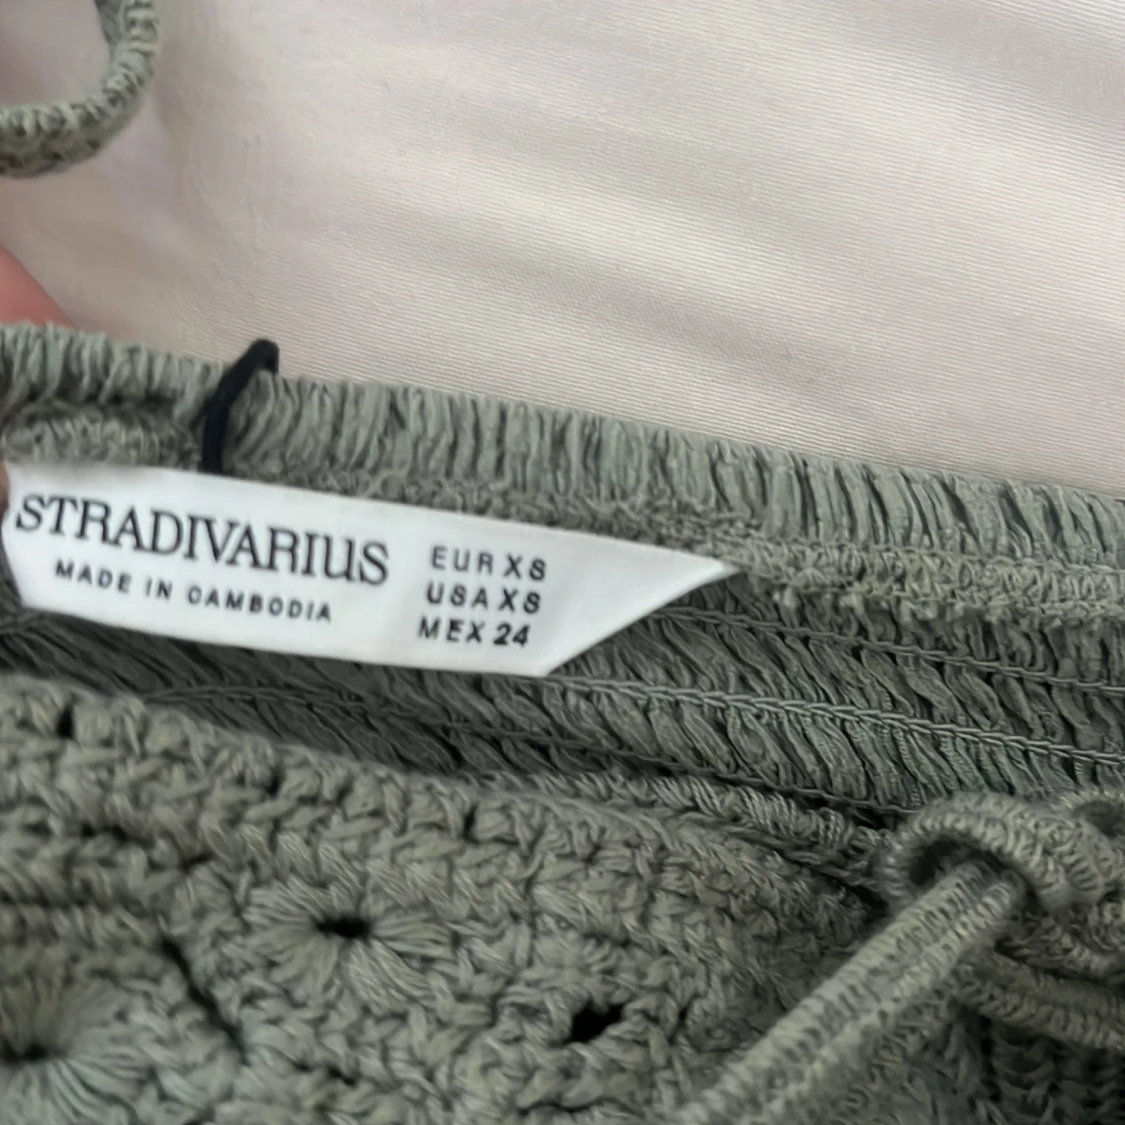 STRADIVARIUS
MADE IN CAMBODIA
EUR XS
USA XS
MEX 24